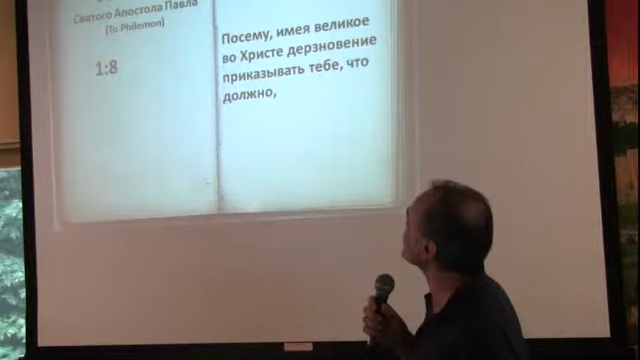 Святого Апостола Павла
(To Philemon)
1:8
Посему, имея великое
во Христе дерзновение
приказывать тебе, что
должно,